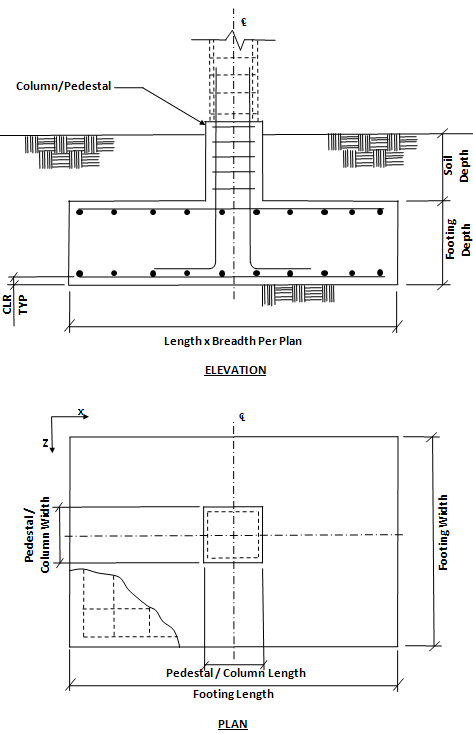 ℄
Column/Pedestal
Soil
Depth
Footing
Depth
CLR
TYP
Length x Breadth Per Plan
ELEVATION
X
Z
℄
Pedestal /
Column Width
Footing Width
Pedestal / Column Length
Footing Length
PLAN